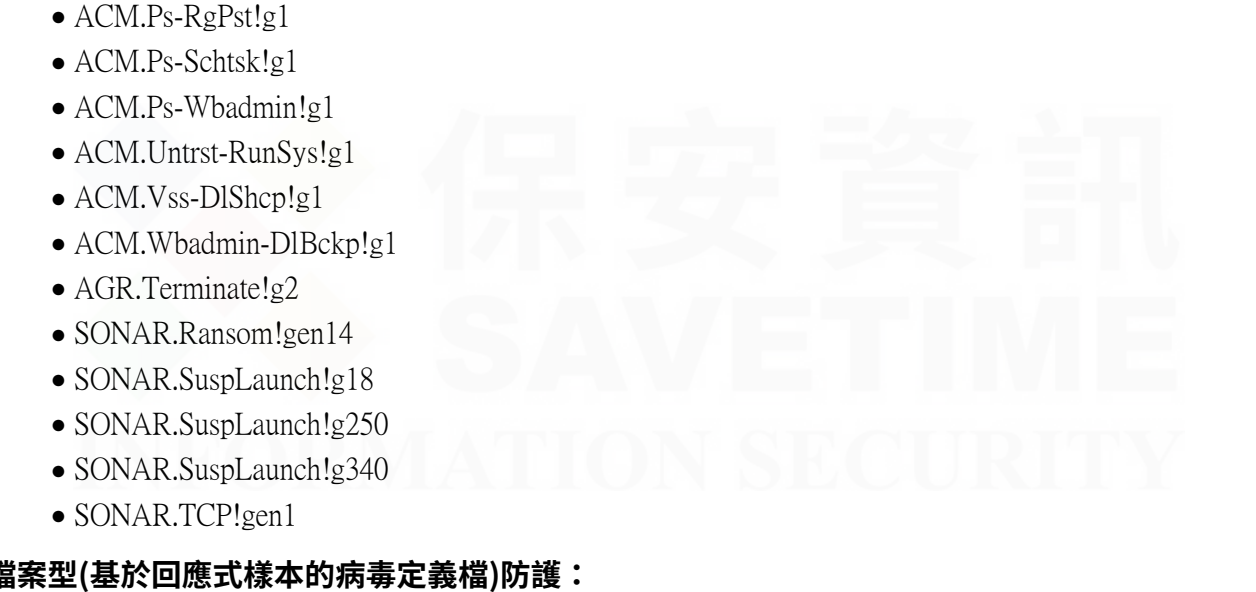 • ACM.Ps-RgPst!g1
• ACM.Ps-Schtsk!g1
• ACM.Ps-Wbadmin!g1
• ACM.Untrst-RunSys!g1
• ACM.Vss-DlShcp!g1
• ACM.Wbadmin-DlBckp!g1
• AGR.Terminate!g2
• SONAR.Ransom!gen14
• SONAR.SuspLaunch!g18
• SONAR.SuspLaunch!g250
• SONAR.SuspLaunch!g340
• SONAR.TCP!gen1
檔案型(基於回應式樣本的病毒定義檔)防護：
保安資訊
SAVETIME
INFORMATION SECURITY